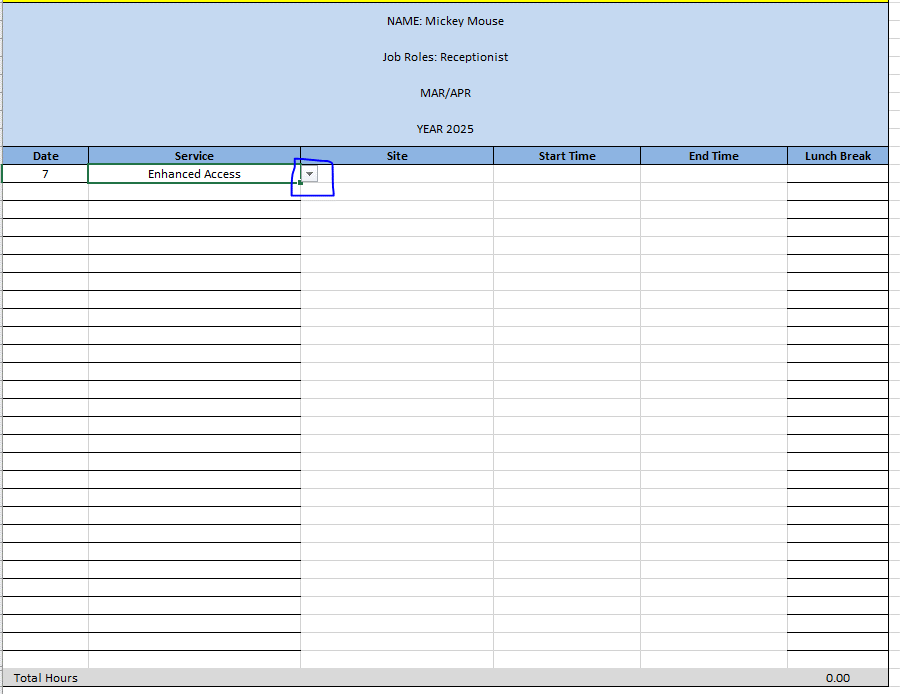 NAME: Mickey Mouse
Job Roles: Receptionist
MAR/APR
YEAR 2025
Date Service Site Start Time End Time Lunch Break
7 Enhanced Access
Total Hours 0.00